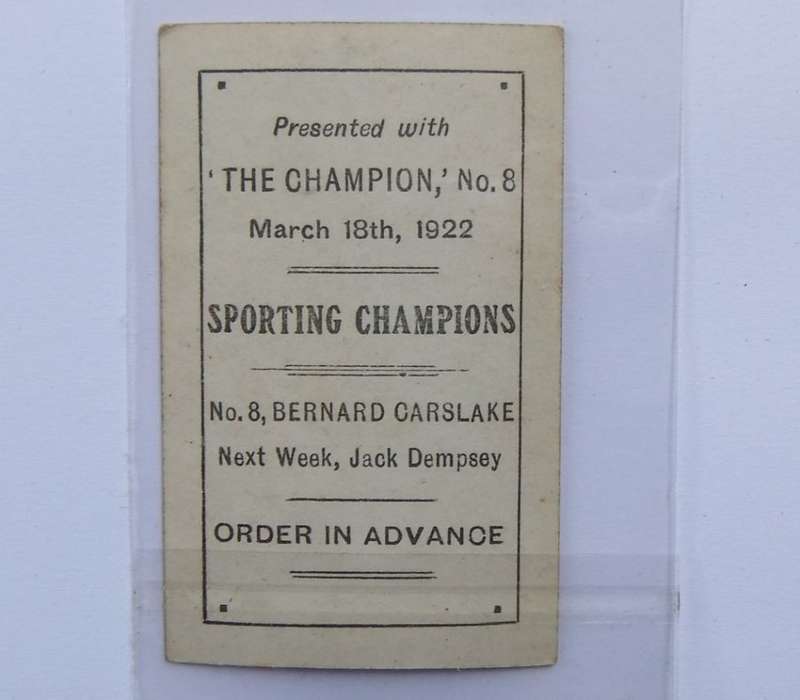 Presented with
'THE CHAMPION,' No. 8
March 18th, 1922
SPORTING CHAMPIONS
No. 8, BERNARD CARSLAKE
Next Week, Jack Dempsey
ORDER IN ADVANCE